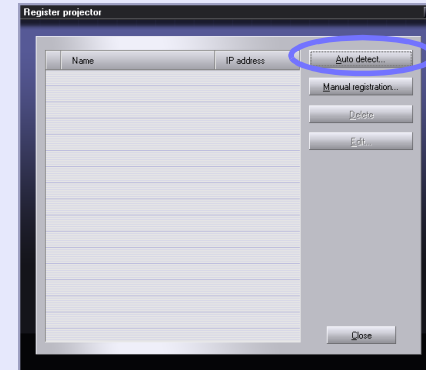 Register projector
Name IP address
Auto detect...
Manual registration...
Delete
Edit...
Close